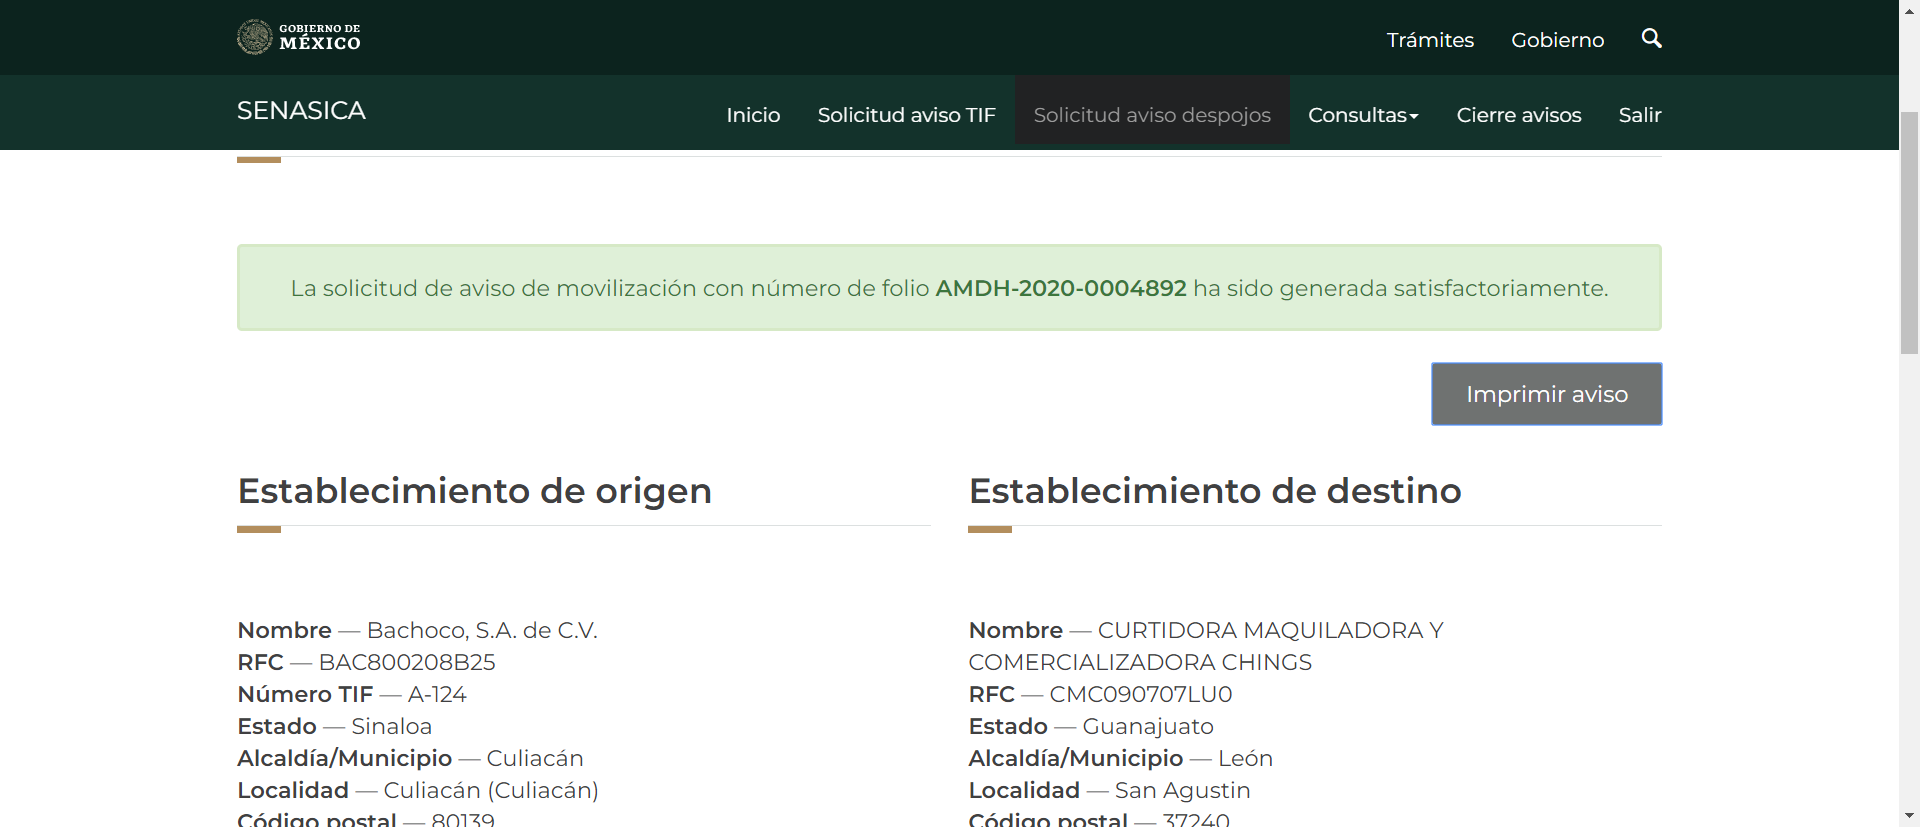 GOBIERNO DE
MÉXICO
Trámites Gobierno
SENASICA
Inicio Solicitud aviso TIF Solicitud aviso despojos Consultas Cierre avisos Salir
La solicitud de aviso de movilización con número de folio AMDH-2020-0004892 ha sido generada satisfactoriamente.
Imprimir aviso
Establecimiento de origen
Nombre — Bachoco, S.A. de C.V.
RFC — BAC800208B25
Número TIF — A-124
Estado — Sinaloa
Alcaldía/Municipio — Culiacán
Localidad — Culiacán (Culiacán)
Código postal — 80139
Establecimiento de destino
Nombre — CURTIDORA MAQUILADORA Y
COMERCIALIZADORA CHINGS
RFC — CMC090707LU0
Estado — Guanajuato
Alcaldía/Municipio — León
Localidad — San Agustin
Código postal — 37240